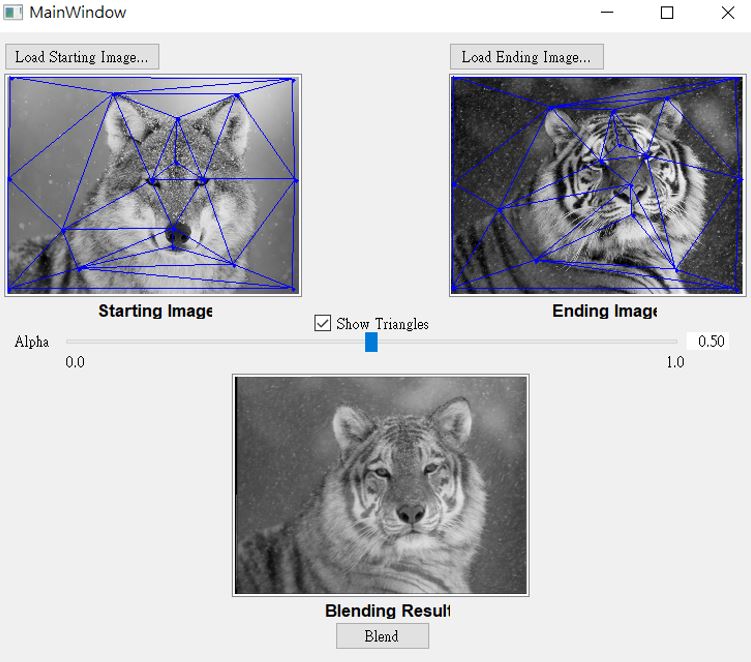 MainWindow
Load Starting Image...
Load Ending Image...
Starting Image
Ending Image
Show Triangles
Alpha
0.50
0.0
1.0
Blending Result
Blend